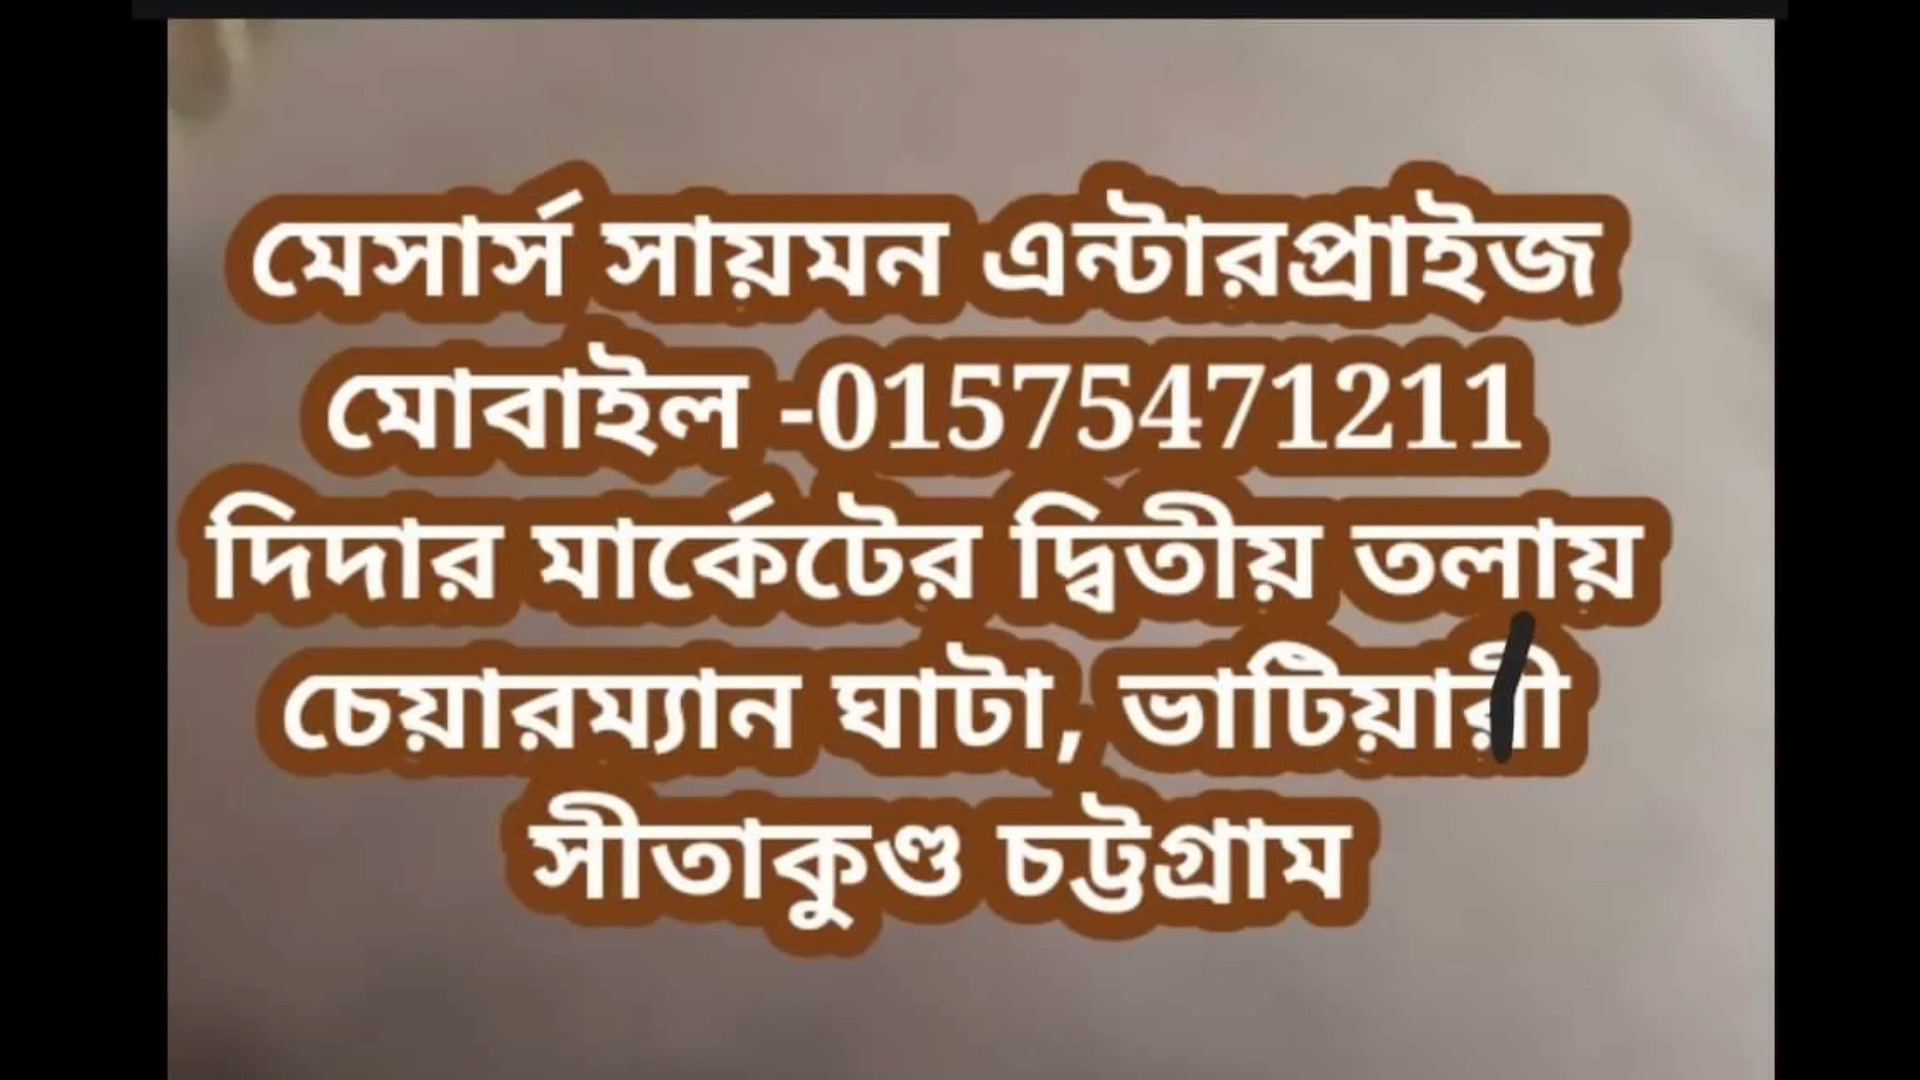 মেসার্স সায়মন এন্টারপ্রাইজ
মোবাইল -01575471211
দিদার মার্কেটের দ্বিতীয় তলায়
চেয়ারম্যান ঘাটা, ভাটিয়ারী
সীতাকুণ্ড চট্টগ্রাম